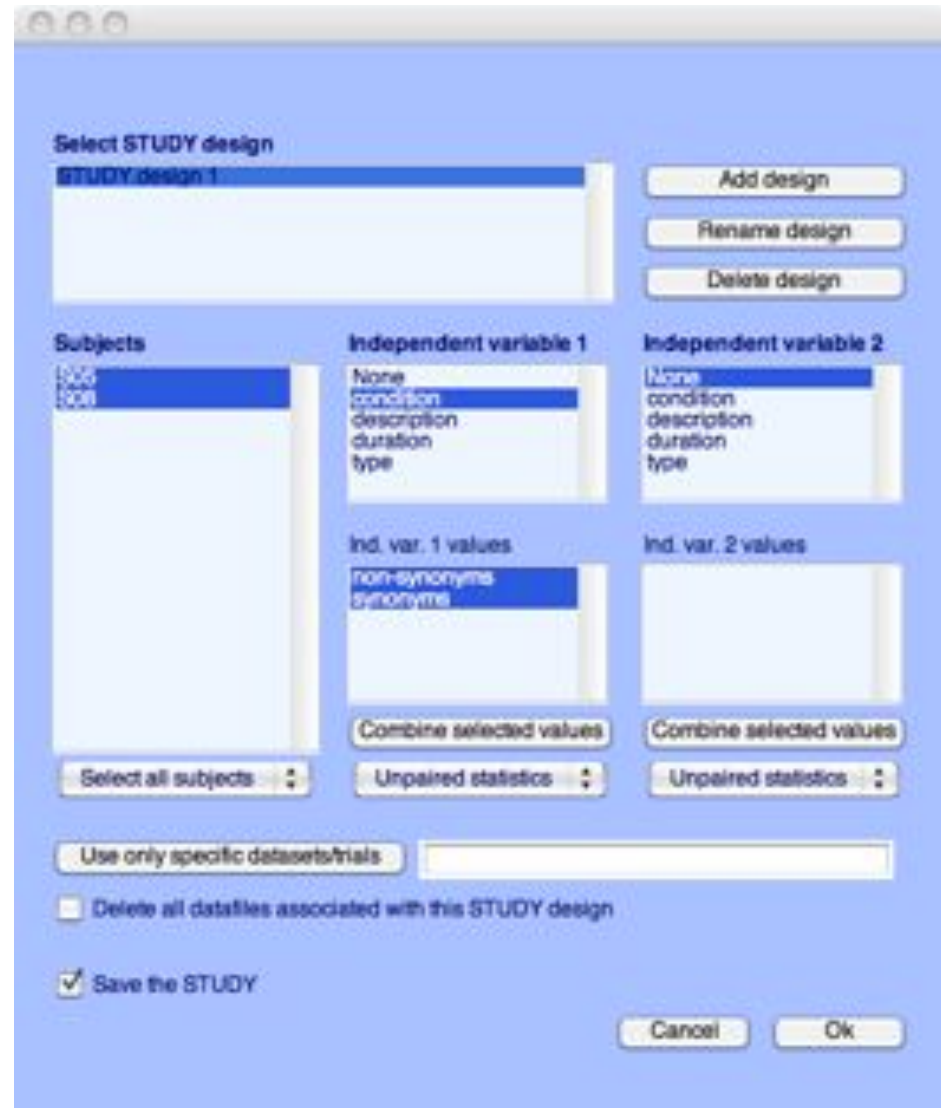 Select STUDY design
STUDY design 1
Add design
Rename design
Delete design
Subjects
S05
S08
Select all subjects
Independent variable 1
None
condition
description
duration
type
Ind. var. 1 values
non-synonyms
synonyms
Combine selected values
Unpaired statistics
Independent variable 2
None
condition
description
duration
type
Ind. var. 2 values
Combine selected values
Unpaired statistics
Use only specific datasets/trials
Delete all datafiles associated with this STUDY design
Save the STUDY
Cancel
Ok